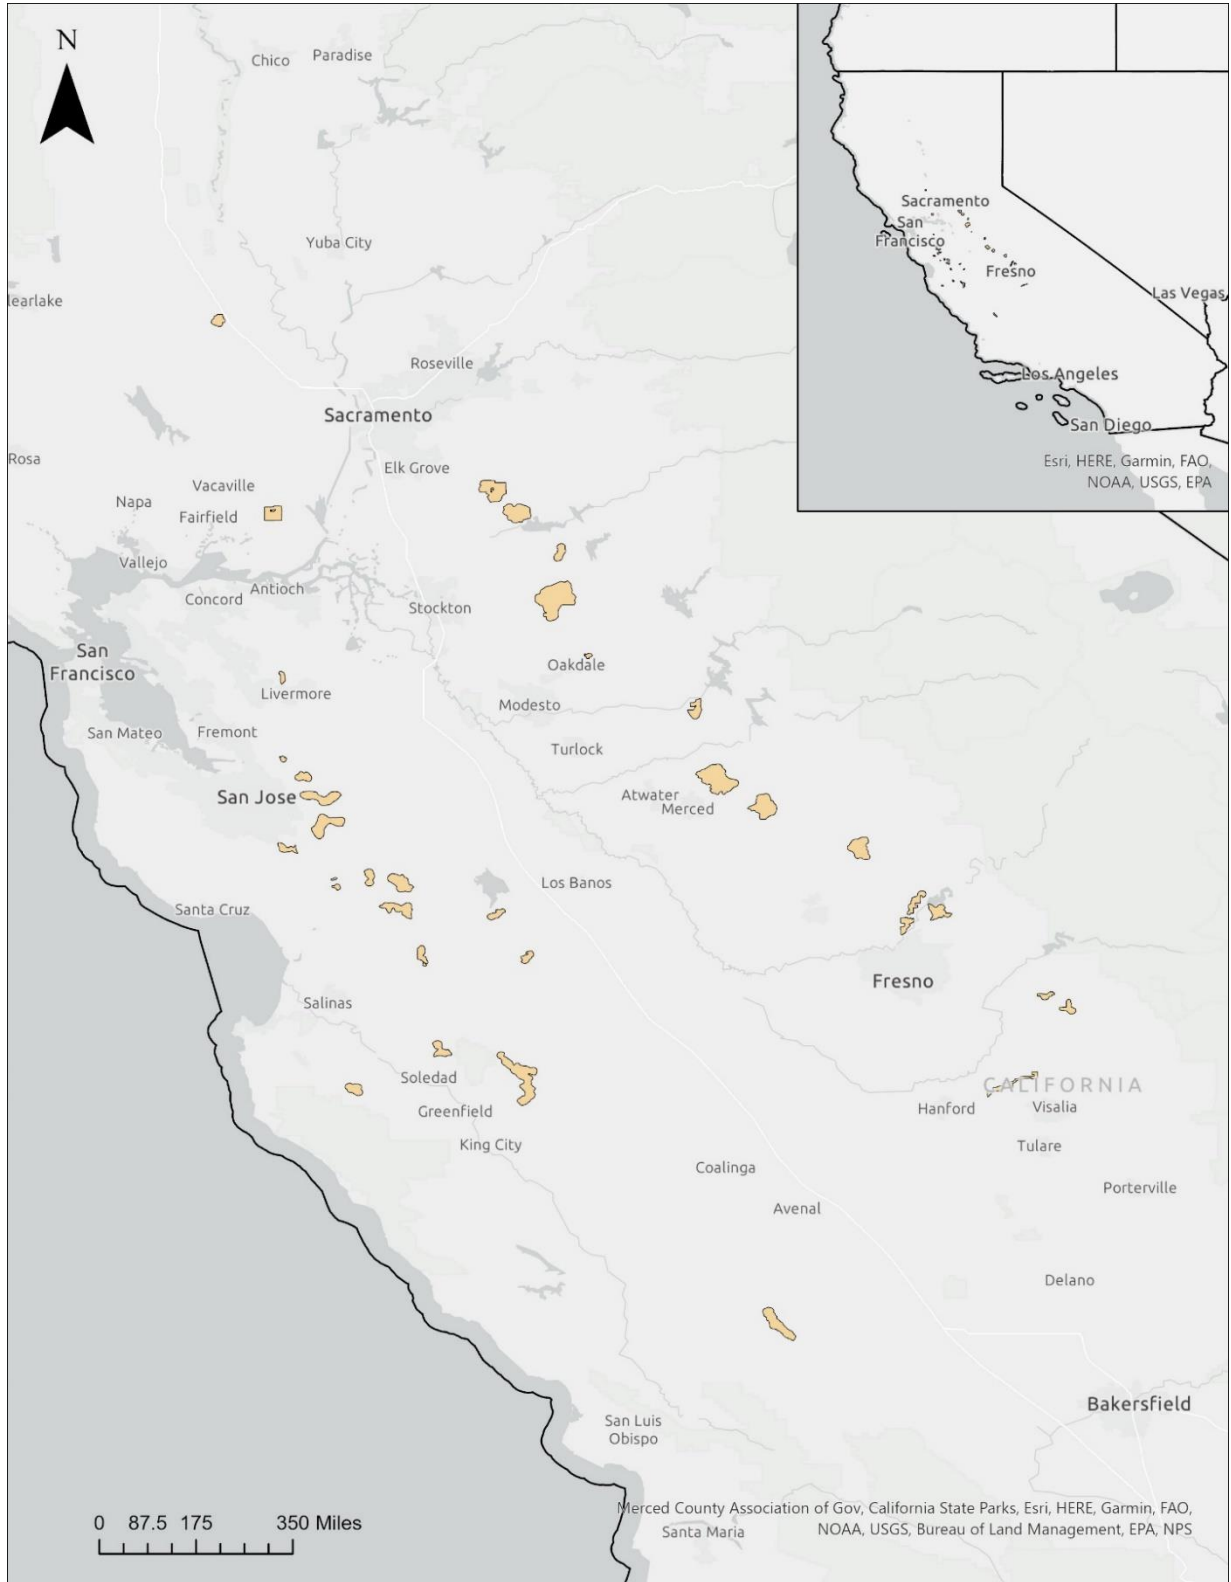 N
Chico
Paradise
Yuba City
learlake
Roseville
Sacramento
Elk Grove
Rosa
Napa
Vacaville
Fairfield
Vallejo
Antioch
Concord
Stockton
San
Francisco
Oakdale
Livermore
Modesto
San Mateo
Fremont
Turlock
San Jose
Atwater
Merced
Los Banos
Santa Cruz
Fresno
Salinas
Soledad
CALIFORNIA
Greenfield
Hanford
Visalia
King City
Tulare
Coalinga
Porterville
Avenal
Delano
Bakersfield
San Luis
Obispo
Santa Maria
Merced County Association of Gov, California State Parks, Esri, HERE, Garmin, FAO,
NOAA, USGS, Bureau of Land Management, EPA, NPS
0 87.5 175 350 Miles
Sacramento
San
Francisco
Fresno
Las Vegas
Los Angeles
San Diego
Esri, HERE, Garmin, FAO,
NOAA, USGS, EPA